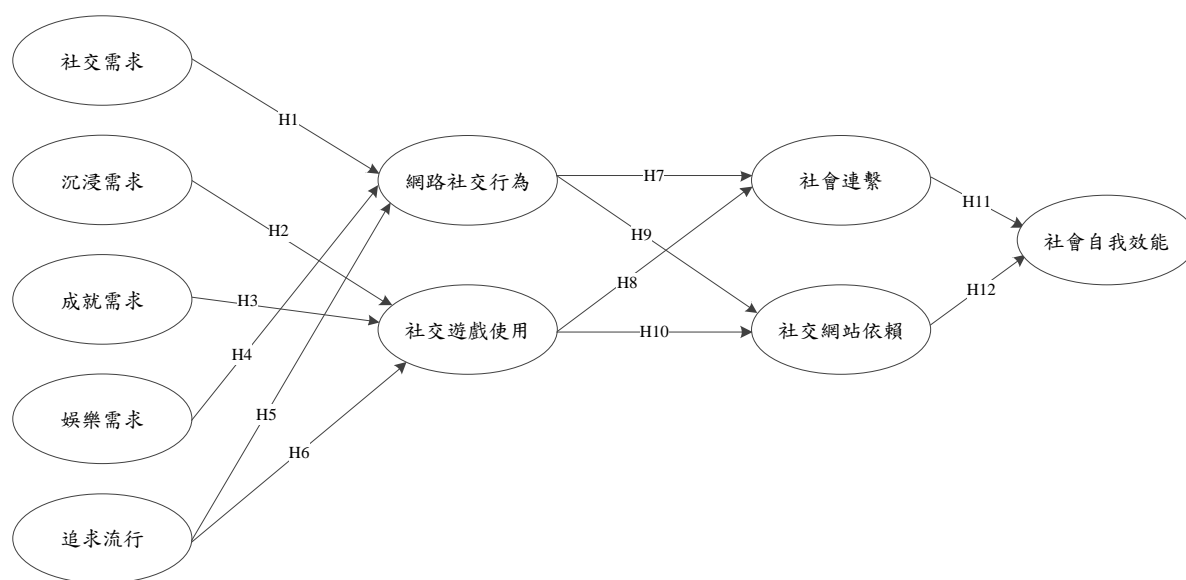 社交需求
H1
沉浸需求
網路社交行為
H7
社會連繫
H11
H2
H9
社會自我效能
成就需求
H3
H8
H12
社交遊戲使用
H10
社交網站依賴
H4
娛樂需求
H5
H6
追求流行